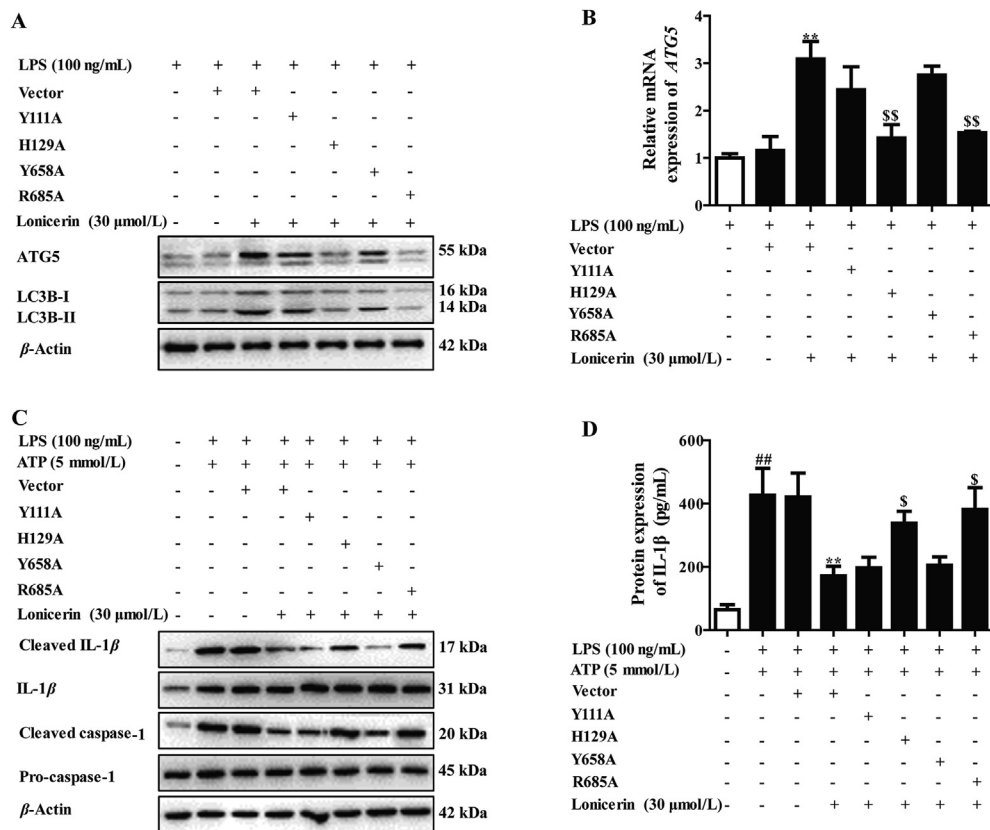 A
LPS (100 ng/mL) + + + + + + +
Vector - + + - - - -
Y111A - - - + - - -
H129A - - - - + - -
Y658A - - - - - + -
R685A - - - - - - +
Lonicerin (30 μmol/L) - - + + + + +
ATG5 55 kDa
LC3B-I 16 kDa
LC3B-II 14 kDa
β-Actin 42 kDa
B
Relative mRNA
expression of ATG5
4
3
2
1
0
**
$$
$$
LPS (100 ng/mL) + + + + + + +
Vector - + + - - - -
Y111A - - - + - - -
H129A - - - - + - -
Y658A - - - - - + -
R685A - - - - - - +
Lonicerin (30 μmol/L) - - + + + + +
C
LPS (100 ng/mL) - + + + + + + +
ATP (5 mmol/L) - + + + + + + +
Vector - - + + - - - -
Y111A - - - - + - - -
H129A - - - - - + - -
Y658A - - - - - - + -
R685A - - - - - - - +
Lonicerin (30 μmol/L) - - - + + + + +
Cleaved IL-1β 17 kDa
IL-1β 31 kDa
Cleaved caspase-1 20 kDa
Pro-caspase-1 45 kDa
β-Actin 42 kDa
D
Protein expression
of IL-1β (pg/mL)
600
400
200
0
##
**
$
$
LPS (100 ng/mL) - + + + + + + +
ATP (5 mmol/L) - + + + + + + +
Vector - - + + - - - -
Y111A - - - - + - - -
H129A - - - - - + - -
Y658A - - - - - - + -
R685A - - - - - - - +
Lonicerin (30 μmol/L) - - - + + + + +